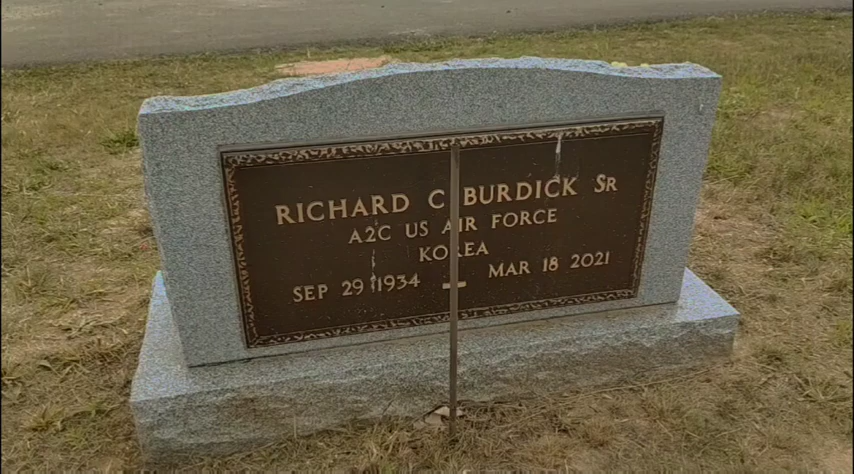 RICHARD C BURDICK SR
A2C US AIR FORCE
KOREA
SEP 29 1934 MAR 18 2021